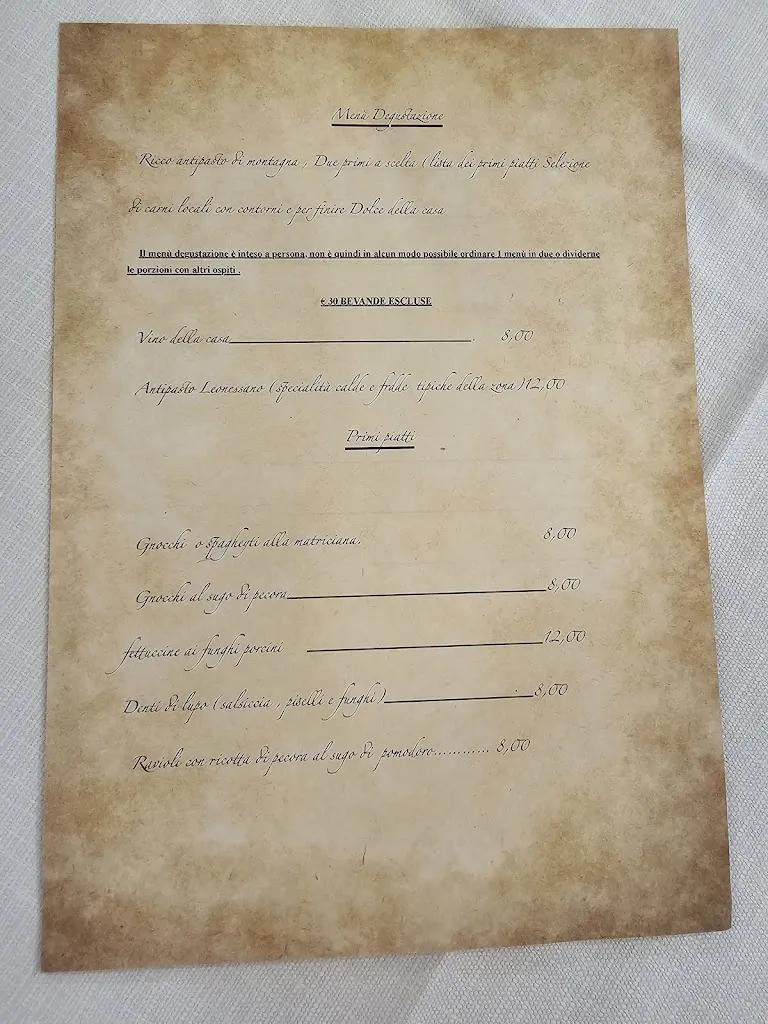 Menù Degustazione
Ricco antipasto di montagna , Due primi a scelta ( lista dei primi piatti Selezione
di carni locali con contorni e per finire Dolce della casa
Il menù degustazione è inteso a persona, non è quindi in alcun modo possibile ordinare 1 menù in due o dividerne
le porzioni con altri ospiti .
€ 30 BEVANDE ESCLUSE
Vino della casa 8,00
Antipasto Leonessano (specialità calde e frdde tipiche della zona )12,00
Primi piatti
Gnocchi o spagheyti alla matriciana. 8,00
Gnocchi al sugo di pecora 8,00
fettuccine ai funghi porcini 12,00
Denti di lupo ( salsiccia , piselli e funghi ) 8,00
Ravioli con ricotta di pecora al sugo di pomodoro………… 8,00